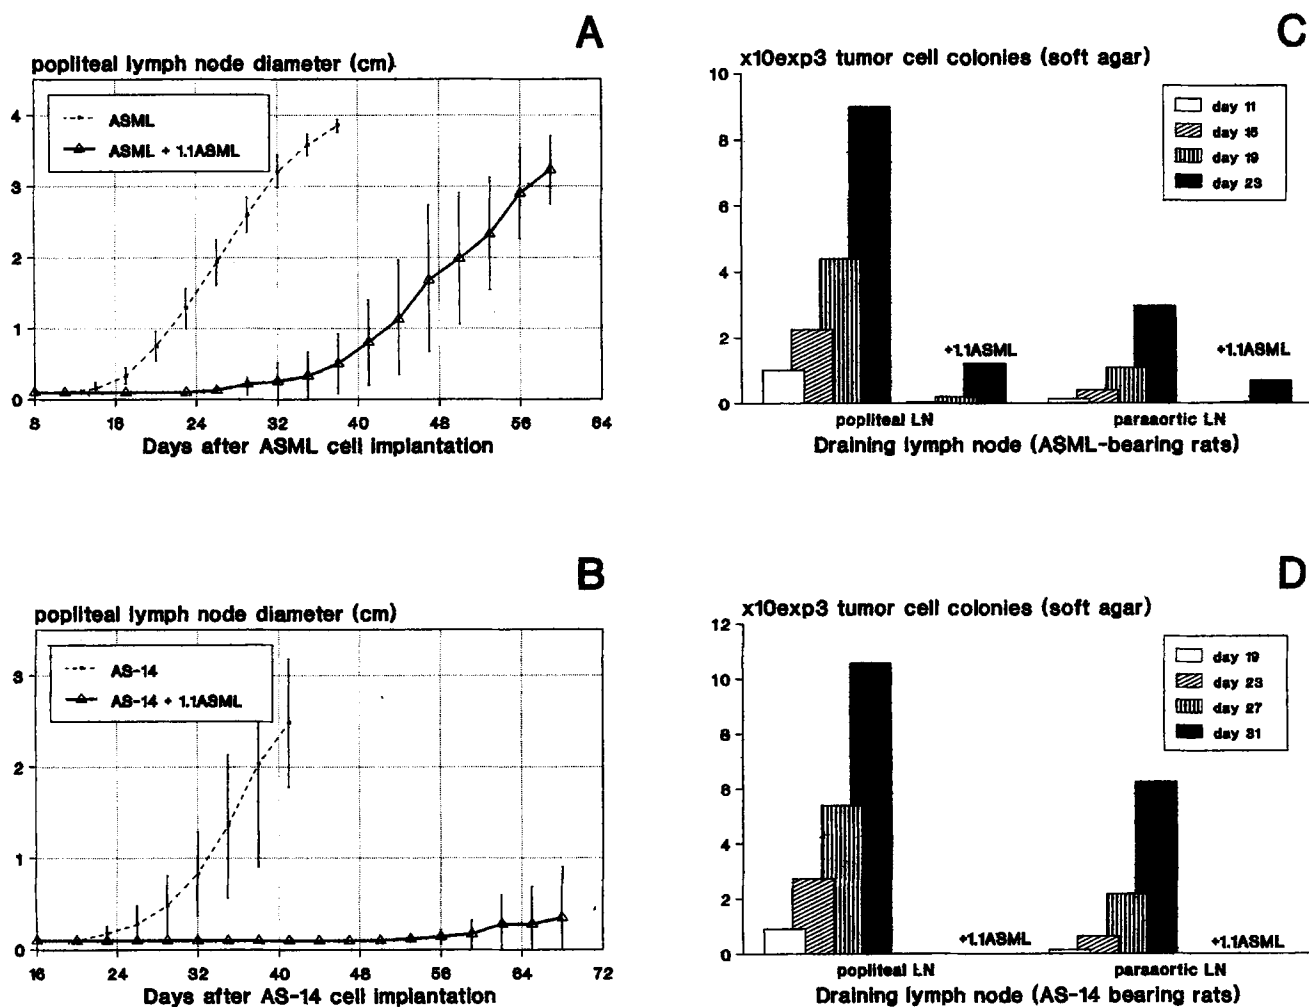 A
popliteal lymph node diameter (cm)
ASML
ASML + 1.1ASML
4
3
2
1
0
8 16 24 32 40 48 56 64
Days after ASML cell implantation
C
x10exp3 tumor cell colonies (soft agar)
10
8
6
4
2
0
day 11
day 15
day 19
day 23
+1.1ASML
+1.1ASML
popliteal LN
paraaortic LN
Draining lymph node (ASML-bearing rats)
B
popliteal lymph node diameter (cm)
AS-14
AS-14 + 1.1ASML
3
2
1
0
16 24 32 40 48 56 64 72
Days after AS-14 cell implantation
D
x10exp3 tumor cell colonies (soft agar)
12
10
8
6
4
2
0
day 19
day 23
day 27
day 31
+1.1ASML
+1.1ASML
popliteal LN
paraaortic LN
Draining lymph node (AS-14 bearing rats)